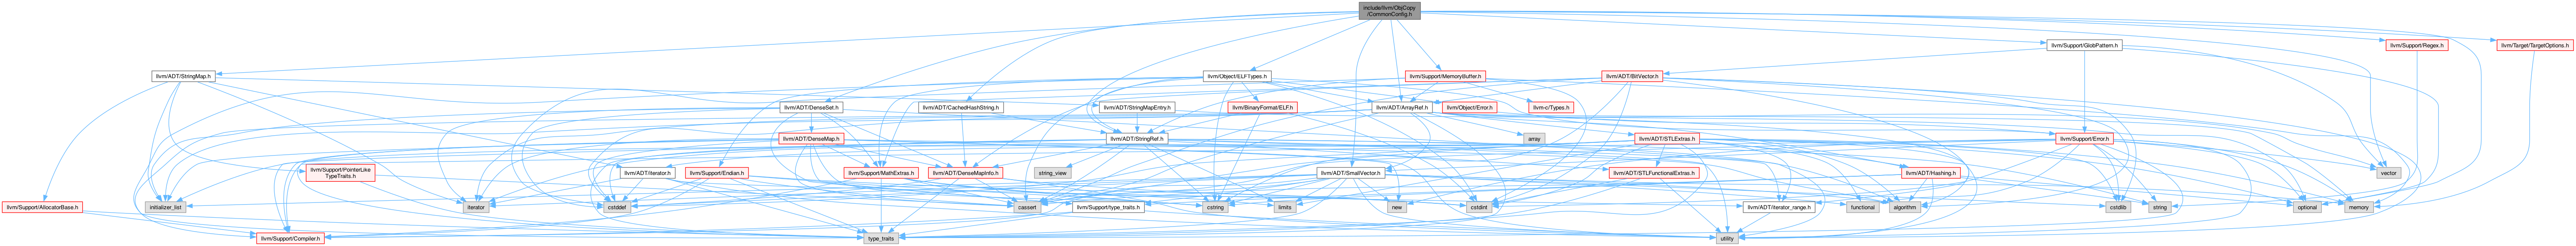 include/llvm/ObjCopy
/CommonConfig.h
llvm/Support/GlobPattern.h
llvm/Support/Regex.h
llvm/Target/TargetOptions.h
llvm/ADT/StringMap.h
llvm/Object/ELFTypes.h
llvm/Support/MemoryBuffer.h
llvm/ADT/BitVector.h
llvm/ADT/DenseSet.h
llvm/ADT/CachedHashString.h
llvm/ADT/StringMapEntry.h
llvm/BinaryFormat/ELF.h
llvm/ADT/ArrayRef.h
llvm/Object/Error.h
llvm-c/Types.h
llvm/ADT/DenseMap.h
llvm/ADT/StringRef.h
array
llvm/ADT/STLExtras.h
llvm/Support/Error.h
llvm/Support/PointerLike
TypeTraits.h
llvm/ADT/iterator.h
llvm/Support/Endian.h
llvm/Support/MathExtras.h
llvm/ADT/DenseMapInfo.h
string_view
llvm/ADT/SmallVector.h
llvm/ADT/STLFunctionalExtras.h
llvm/ADT/Hashing.h
vector
llvm/Support/AllocatorBase.h
initializer_list
iterator
cstddef
cassert
llvm/Support/type_traits.h
cstring
limits
new
cstdint
llvm/ADT/iterator_range.h
functional
algorithm
cstdlib
string
optional
memory
llvm/Support/Compiler.h
type_traits
utility